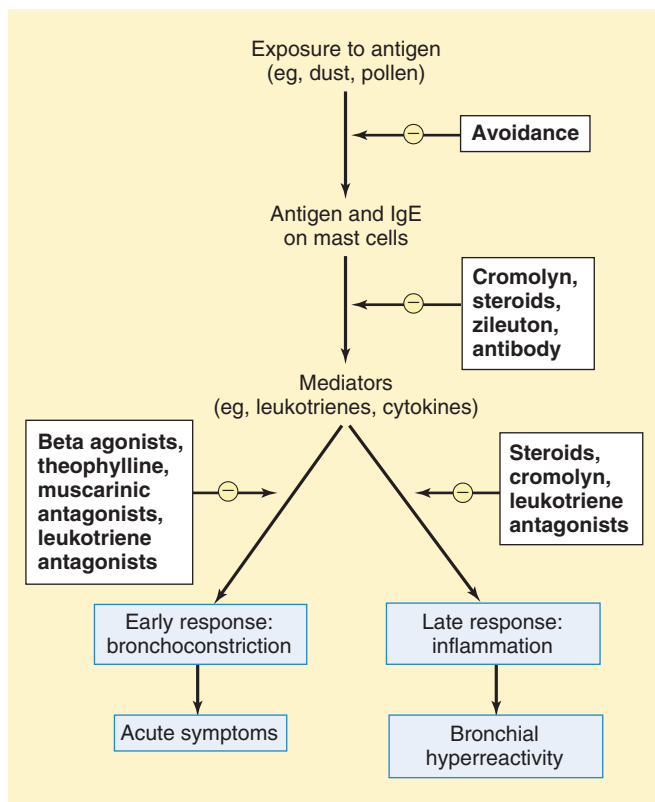 Exposure to antigen
(eg, dust, pollen)
Avoidance
Antigen and IgE
on mast cells
Cromolyn,
steroids,
zileuton,
antibody
Mediators
(eg, leukotrienes, cytokines)
Beta agonists,
theophylline,
muscarinic
antagonists,
leukotriene
antagonists
Steroids,
cromolyn,
leukotriene
antagonists
Early response:
bronchoconstriction
Late response:
inflammation
Acute symptoms
Bronchial
hyperreactivity